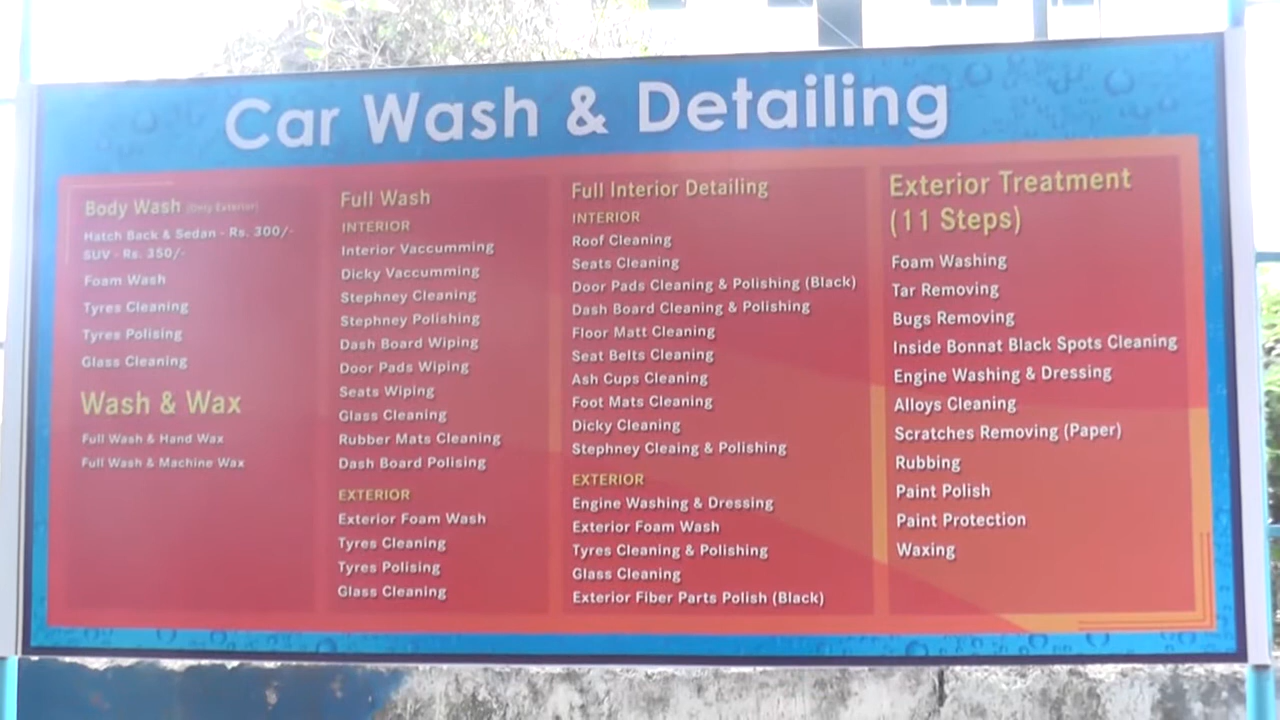 Car Wash & Detailing
Body Wash (Only Exterior)
Hatch Back & Sedan - Rs. 300/-
SUV - Rs. 350/-
Foam Wash
Tyres Cleaning
Tyres Polising
Glass Cleaning
Wash & Wax
Full Wash & Hand Wax
Full Wash & Machine Wax
Full Wash
INTERIOR
Interior Vaccumming
Dicky Vaccumming
Stephney Cleaning
Stephney Polishing
Dash Board Wiping
Door Pads Wiping
Seats Wiping
Glass Cleaning
Rubber Mats Cleaning
Dash Board Polising
EXTERIOR
Exterior Foam Wash
Tyres Cleaning
Tyres Polising
Glass Cleaning
Full Interior Detailing
INTERIOR
Roof Cleaning
Seats Cleaning
Door Pads Cleaning & Polishing (Black)
Dash Board Cleaning & Polishing
Floor Matt Cleaning
Seat Belts Cleaning
Ash Cups Cleaning
Foot Mats Cleaning
Dicky Cleaning
Stephney Cleaing & Polishing
EXTERIOR
Engine Washing & Dressing
Exterior Foam Wash
Tyres Cleaning & Polishing
Glass Cleaning
Exterior Fiber Parts Polish (Black)
Exterior Treatment
(11 Steps)
Foam Washing
Tar Removing
Bugs Removing
Inside Bonnat Black Spots Cleaning
Engine Washing & Dressing
Alloys Cleaning
Scratches Removing (Paper)
Rubbing
Paint Polish
Paint Protection
Waxing